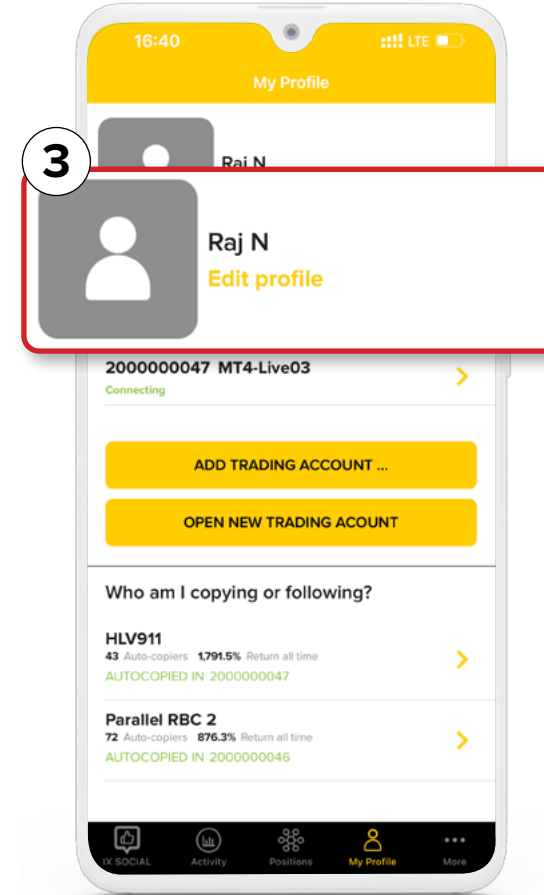 16:40 LTE
My Profile
Raj N
3
Raj N
Edit profile
2000000047 MT4-Live03
Connecting
ADD TRADING ACCOUNT ...
OPEN NEW TRADING ACOUNT
Who am I copying or following?
HLV911
43 Auto-copiers 1,791.5% Return all time
AUTOCOPIED IN 2000000047
Parallel RBC 2
72 Auto-copiers 876.3% Return all time
AUTOCOPIED IN 2000000046
IX SOCIAL Activity Positions My Profile More